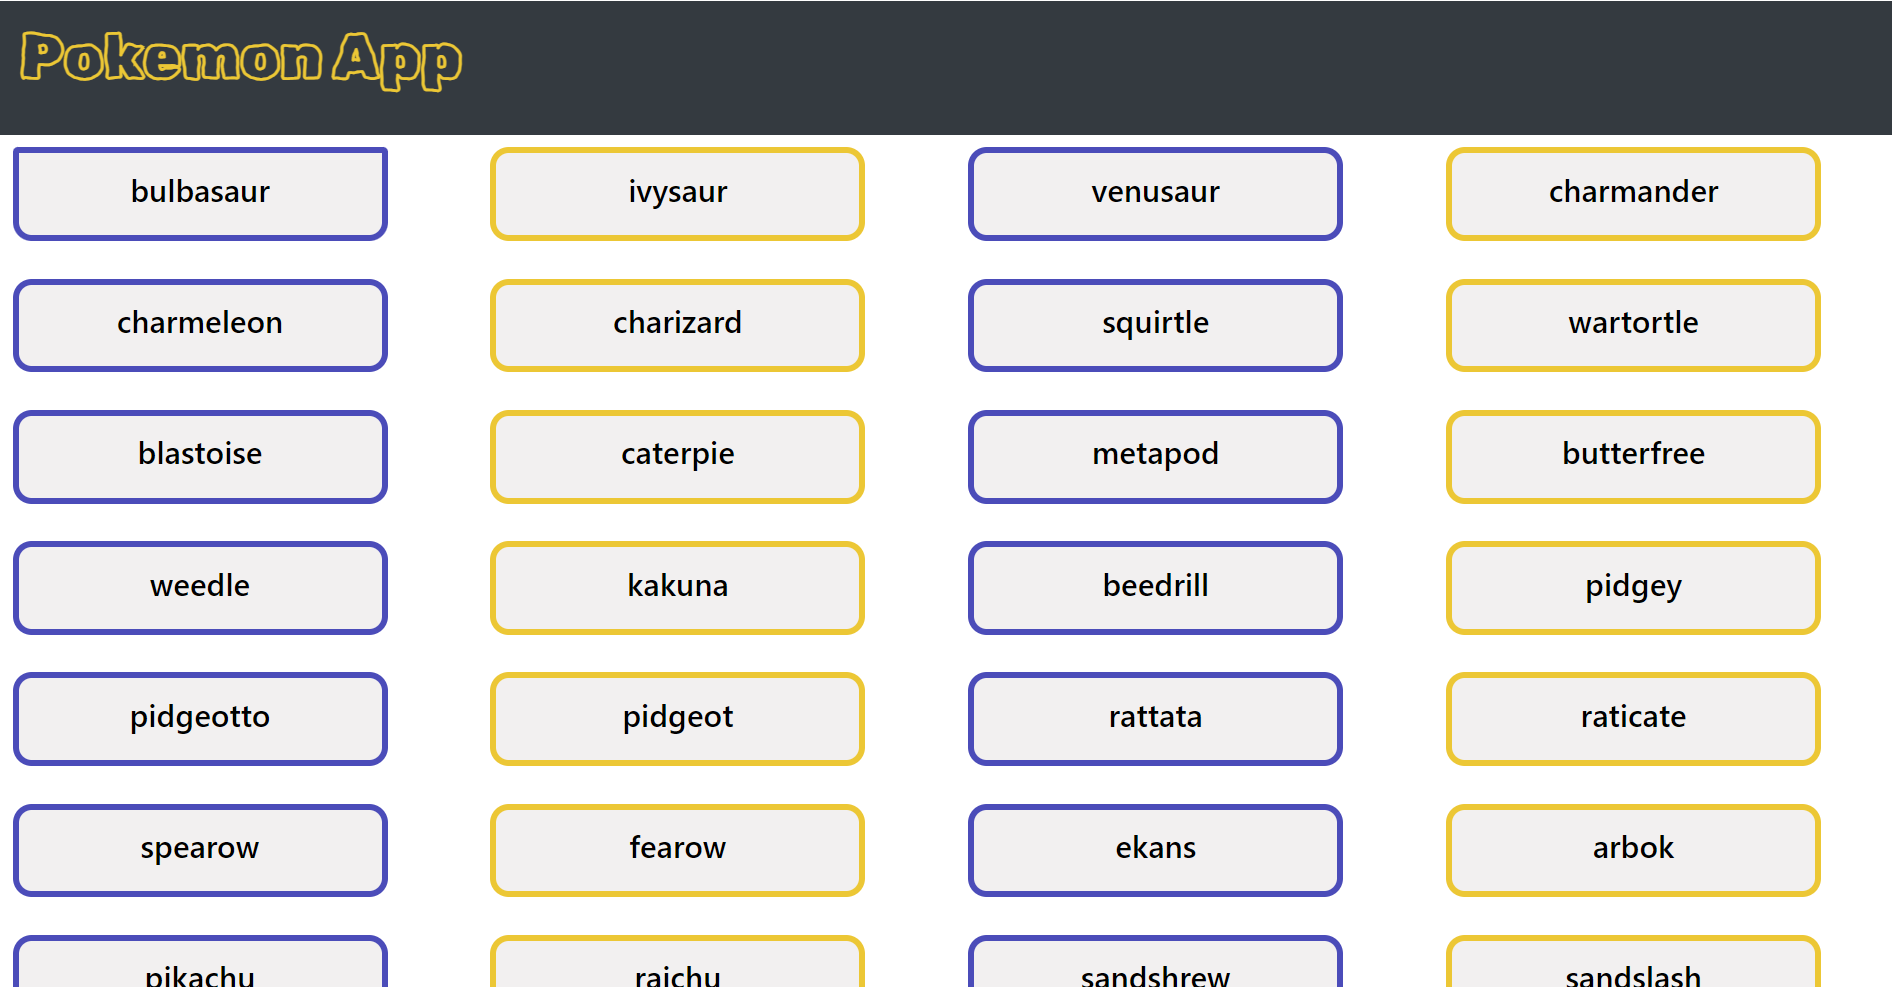 Pokemon App
bulbasaur ivysaur venusaur charmander
charmeleon charizard squirtle wartortle
blastoise caterpie metapod butterfree
weedle kakuna beedrill pidgey
pidgeotto pidgeot rattata raticate
spearow fearow ekans arbok
pikachu raichu sandshrew sandslash